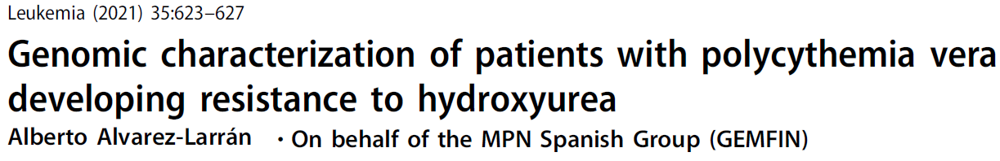 Leukemia (2021) 35:623–627
Genomic characterization of patients with polycythemia vera
developing resistance to hydroxyurea
Alberto Alvarez-Larrán · On behalf of the MPN Spanish Group (GEMFIN)